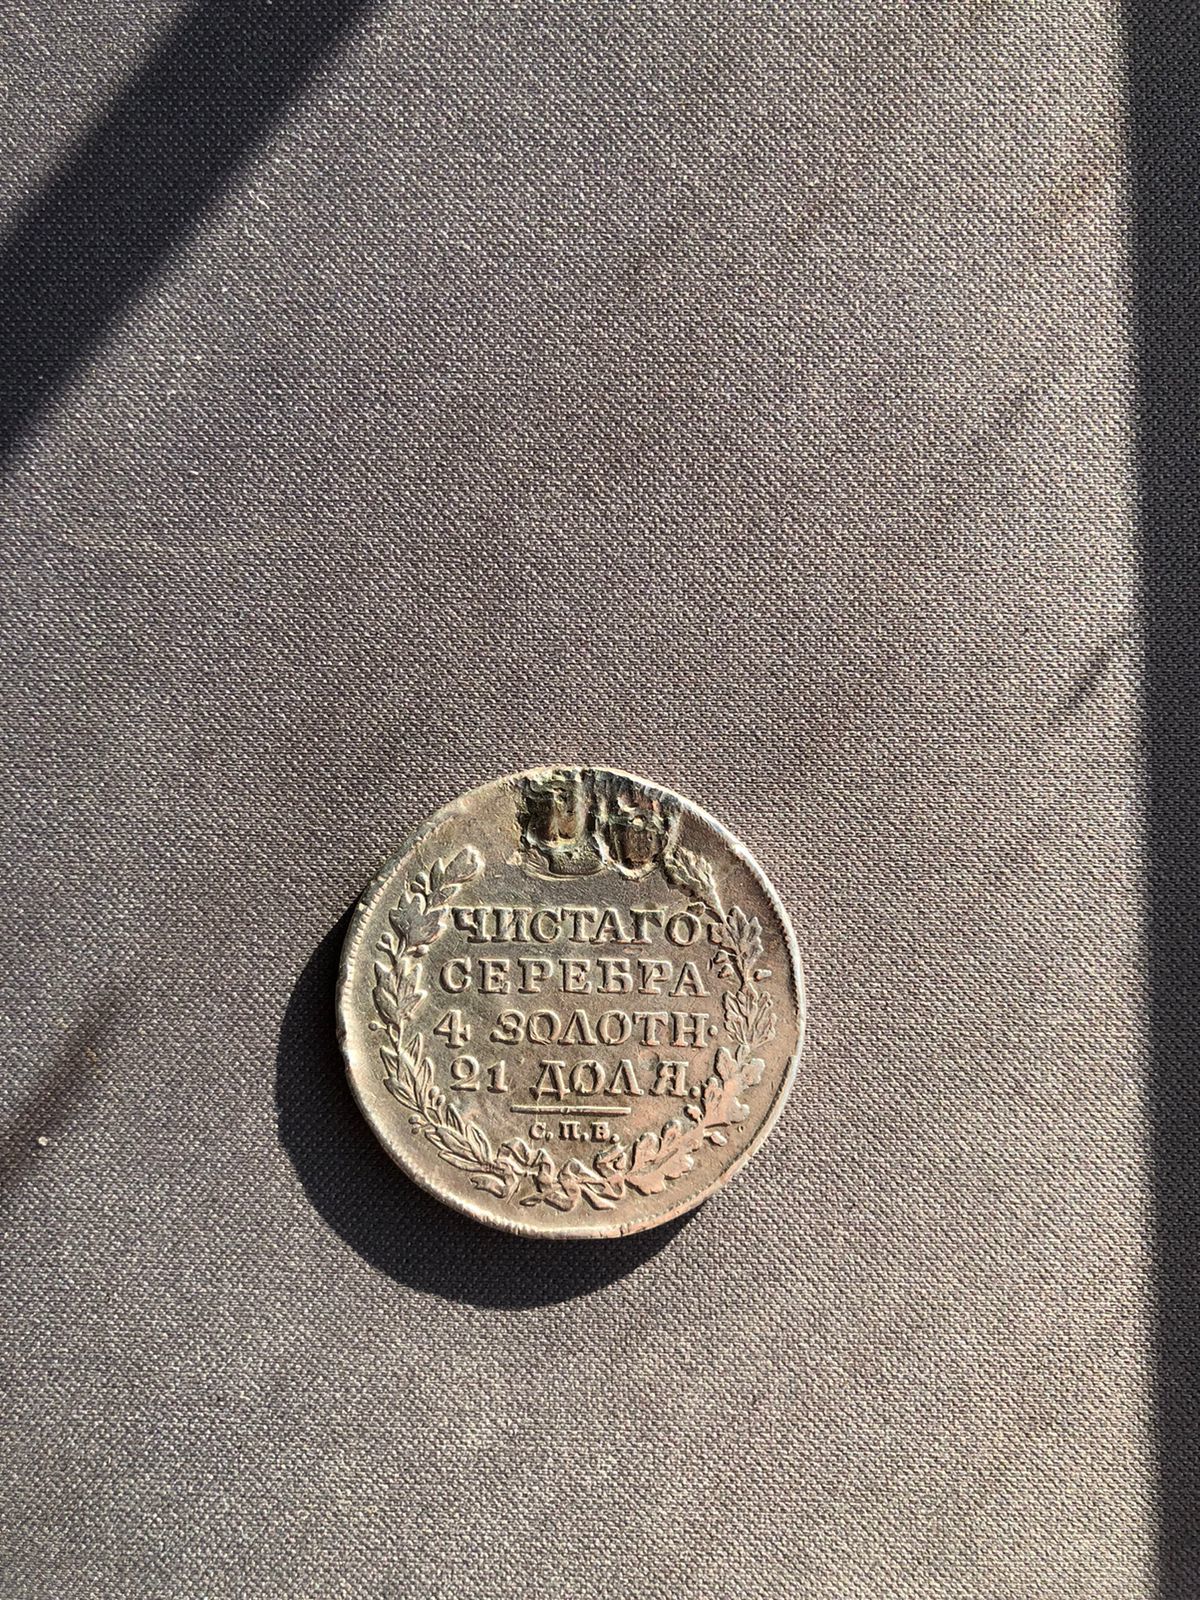 ЧИСТАГО
СЕРЕБРА
4 ЗОЛОТН.
21 ДОЛЯ.
С.П.Б.